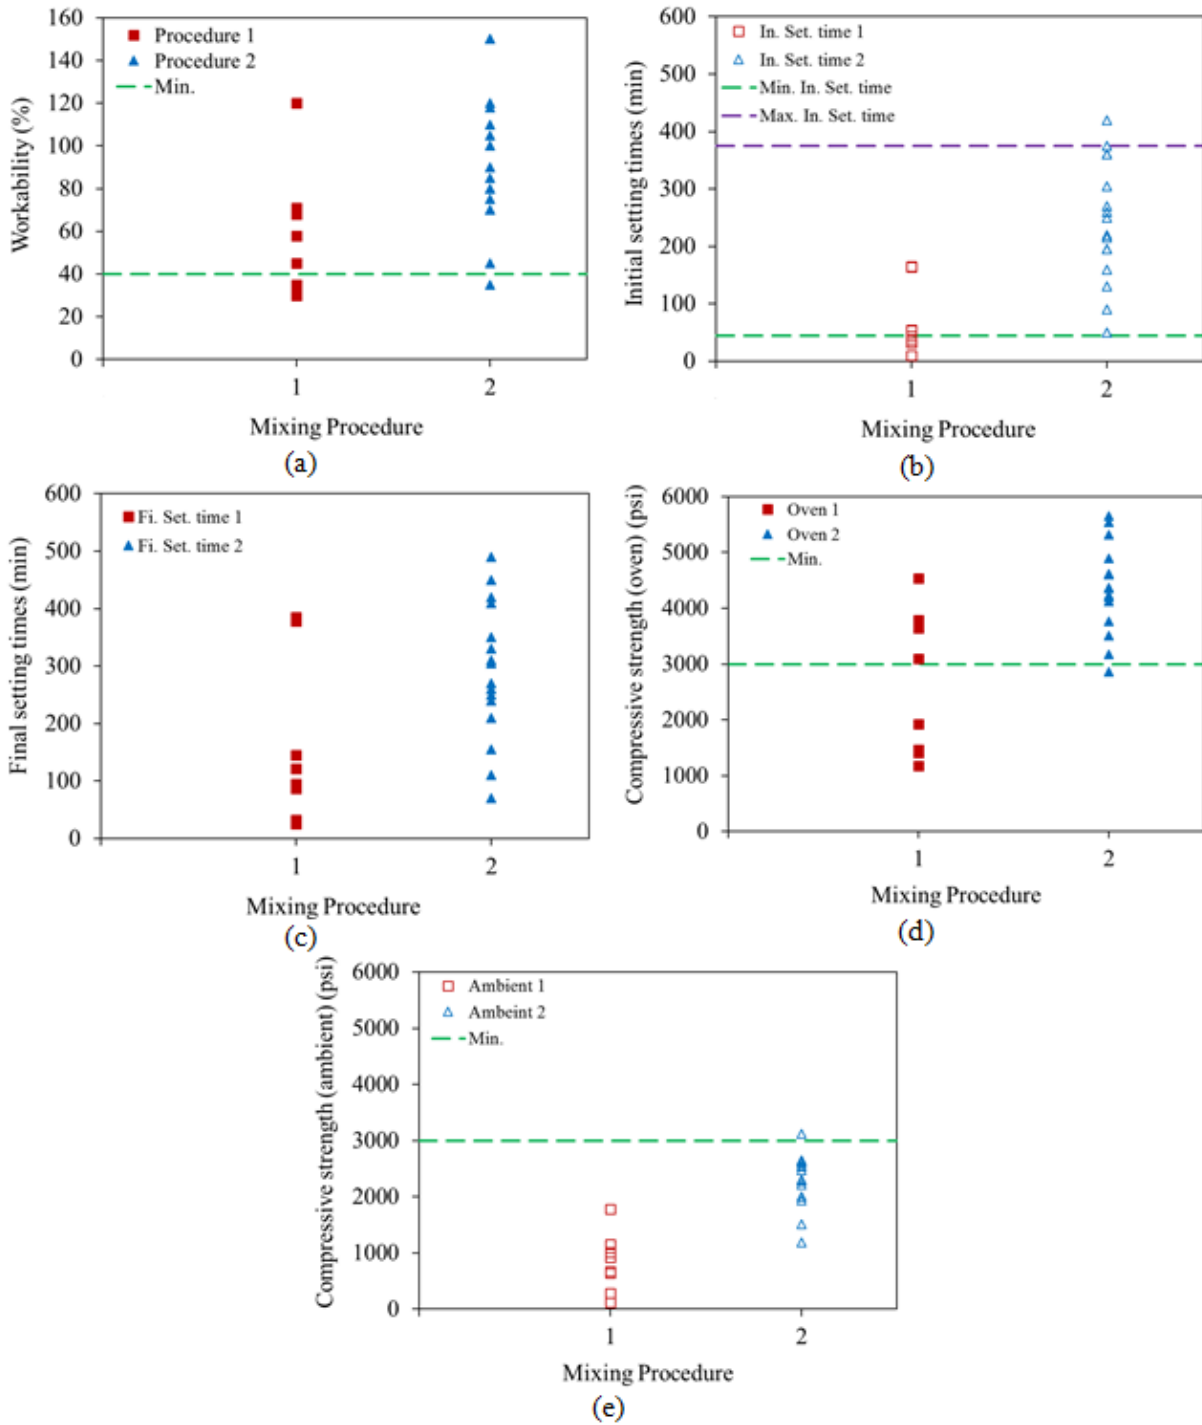 Workability (%)
160
140
120
100
80
60
40
20
0
Procedure 1
Procedure 2
Min.
1
2
Mixing Procedure
(a)
Initial setting times (min)
600
500
400
300
200
100
0
In. Set. time 1
In. Set. time 2
Min. In. Set. time
Max. In. Set. time
1
2
Mixing Procedure
(b)
Final setting times (min)
600
500
400
300
200
100
0
Fi. Set. time 1
Fi. Set. time 2
1
2
Mixing Procedure
(c)
Compressive strength (oven) (psi)
6000
5000
4000
3000
2000
1000
0
Oven 1
Oven 2
Min.
1
2
Mixing Procedure
(d)
Compressive strength (ambient) (psi)
6000
5000
4000
3000
2000
1000
0
Ambient 1
Ambeint 2
Min.
1
2
Mixing Procedure
(e)